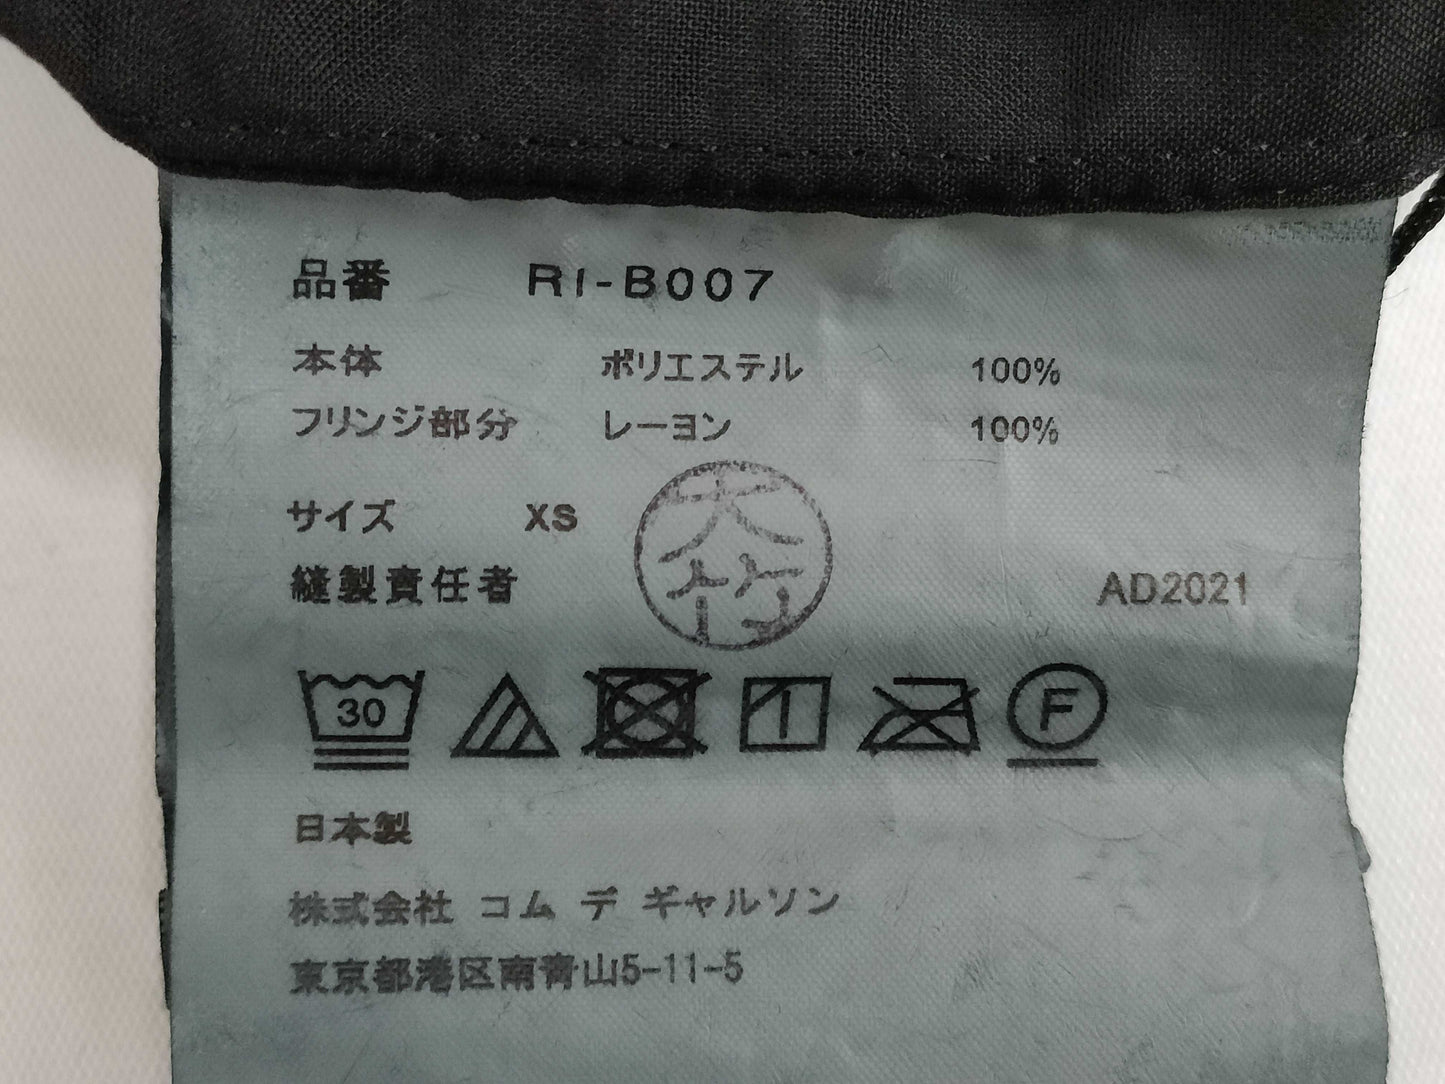 品番 RI-B007
本体 ポリエステル 100%
フリンジ部分 レーヨン 100%
サイズ XS
縫製責任者 大竹 AD2021
30
F
日本製
株式会社 コム デ ギャルソン
東京都港区南青山5-11-5